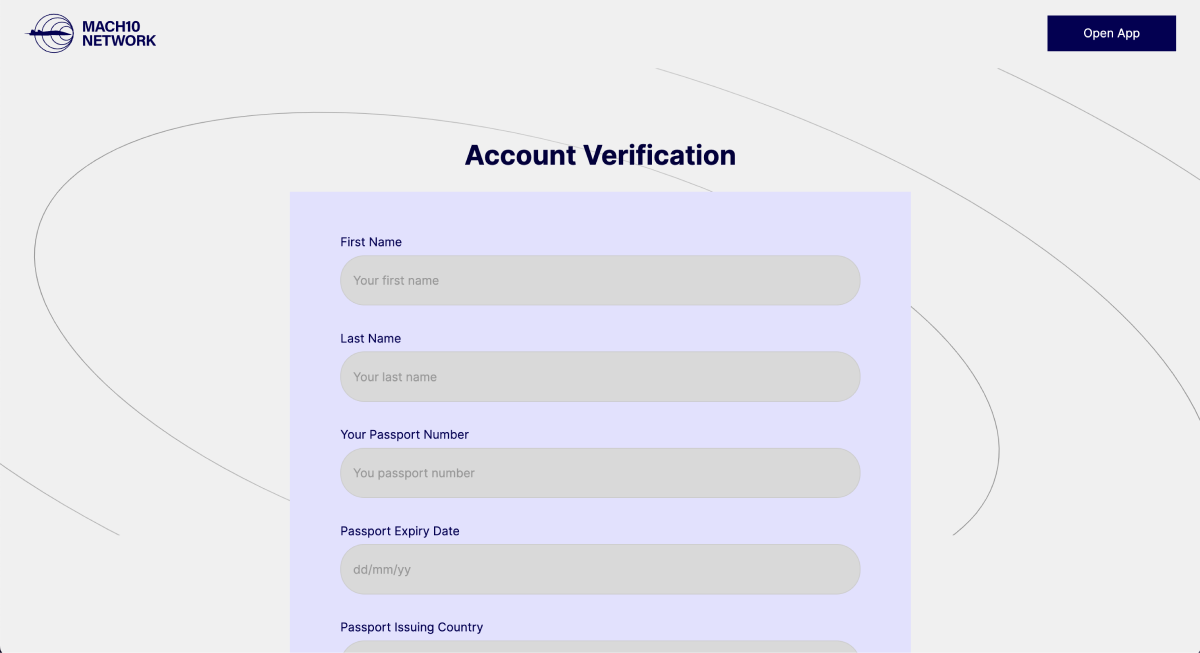 MACH10
NETWORK
Open App
Account Verification
First Name
Your first name
Last Name
Your last name
Your Passport Number
You passport number
Passport Expiry Date
dd/mm/yy
Passport Issuing Country